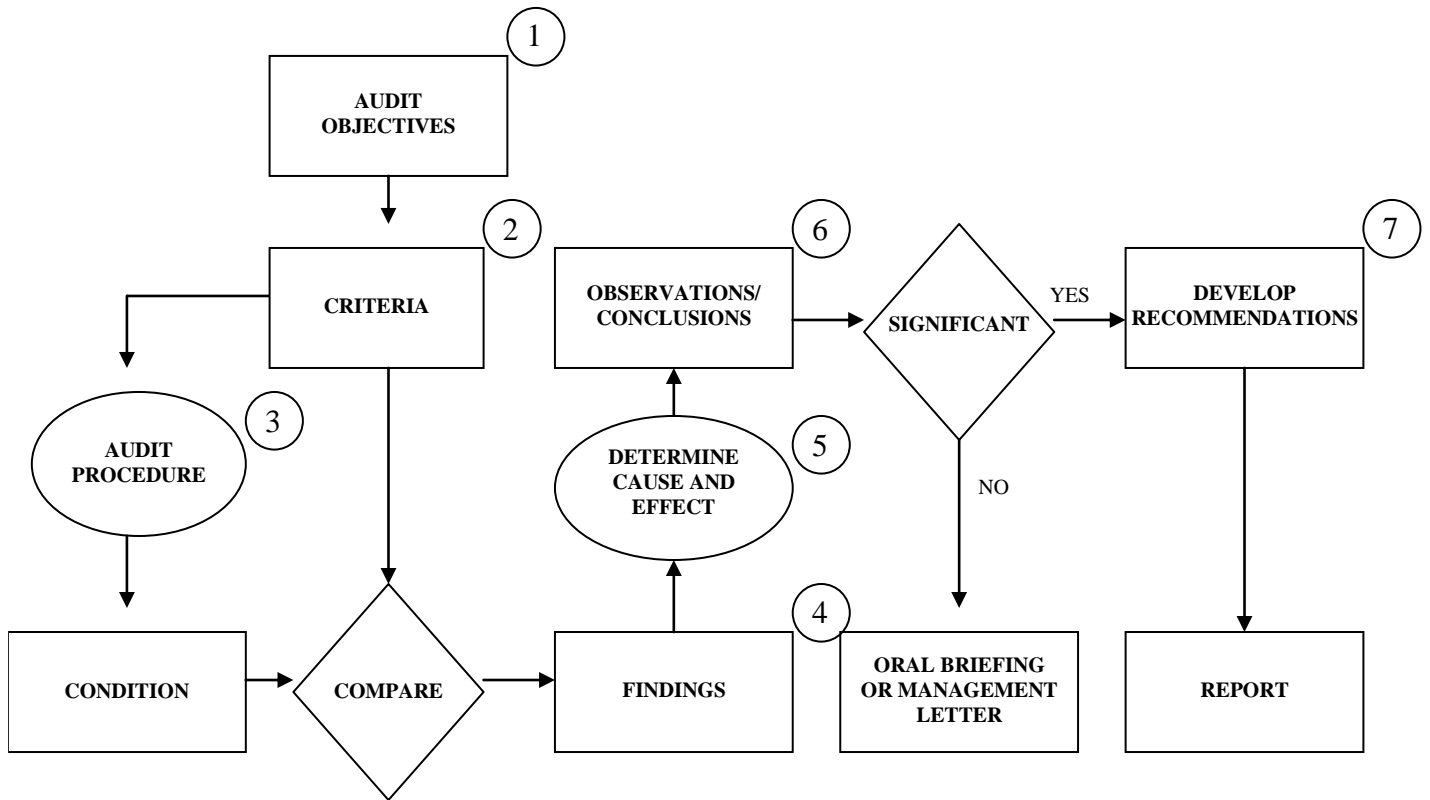 1
AUDIT
OBJECTIVES
2
CRITERIA
3
AUDIT
PROCEDURE
CONDITION
COMPARE
4
FINDINGS
5
DETERMINE
CAUSE AND
EFFECT
6
OBSERVATIONS/
CONCLUSIONS
SIGNIFICANT
YES
NO
ORAL BRIEFING
OR MANAGEMENT
LETTER
7
DEVELOP
RECOMMENDATIONS
REPORT